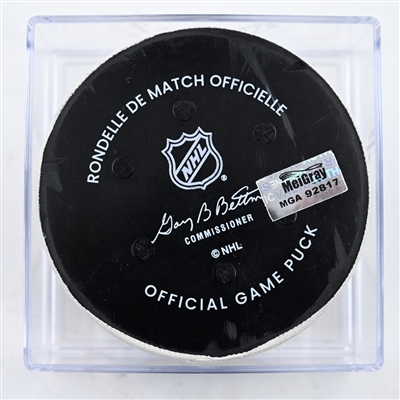 RONDELLE DE MATCH OFFICIELLE
NHL
Gary B Bettman
COMMISSIONER
© NHL
OFFICIAL GAME PUCK
MeiGray
MGA 92817